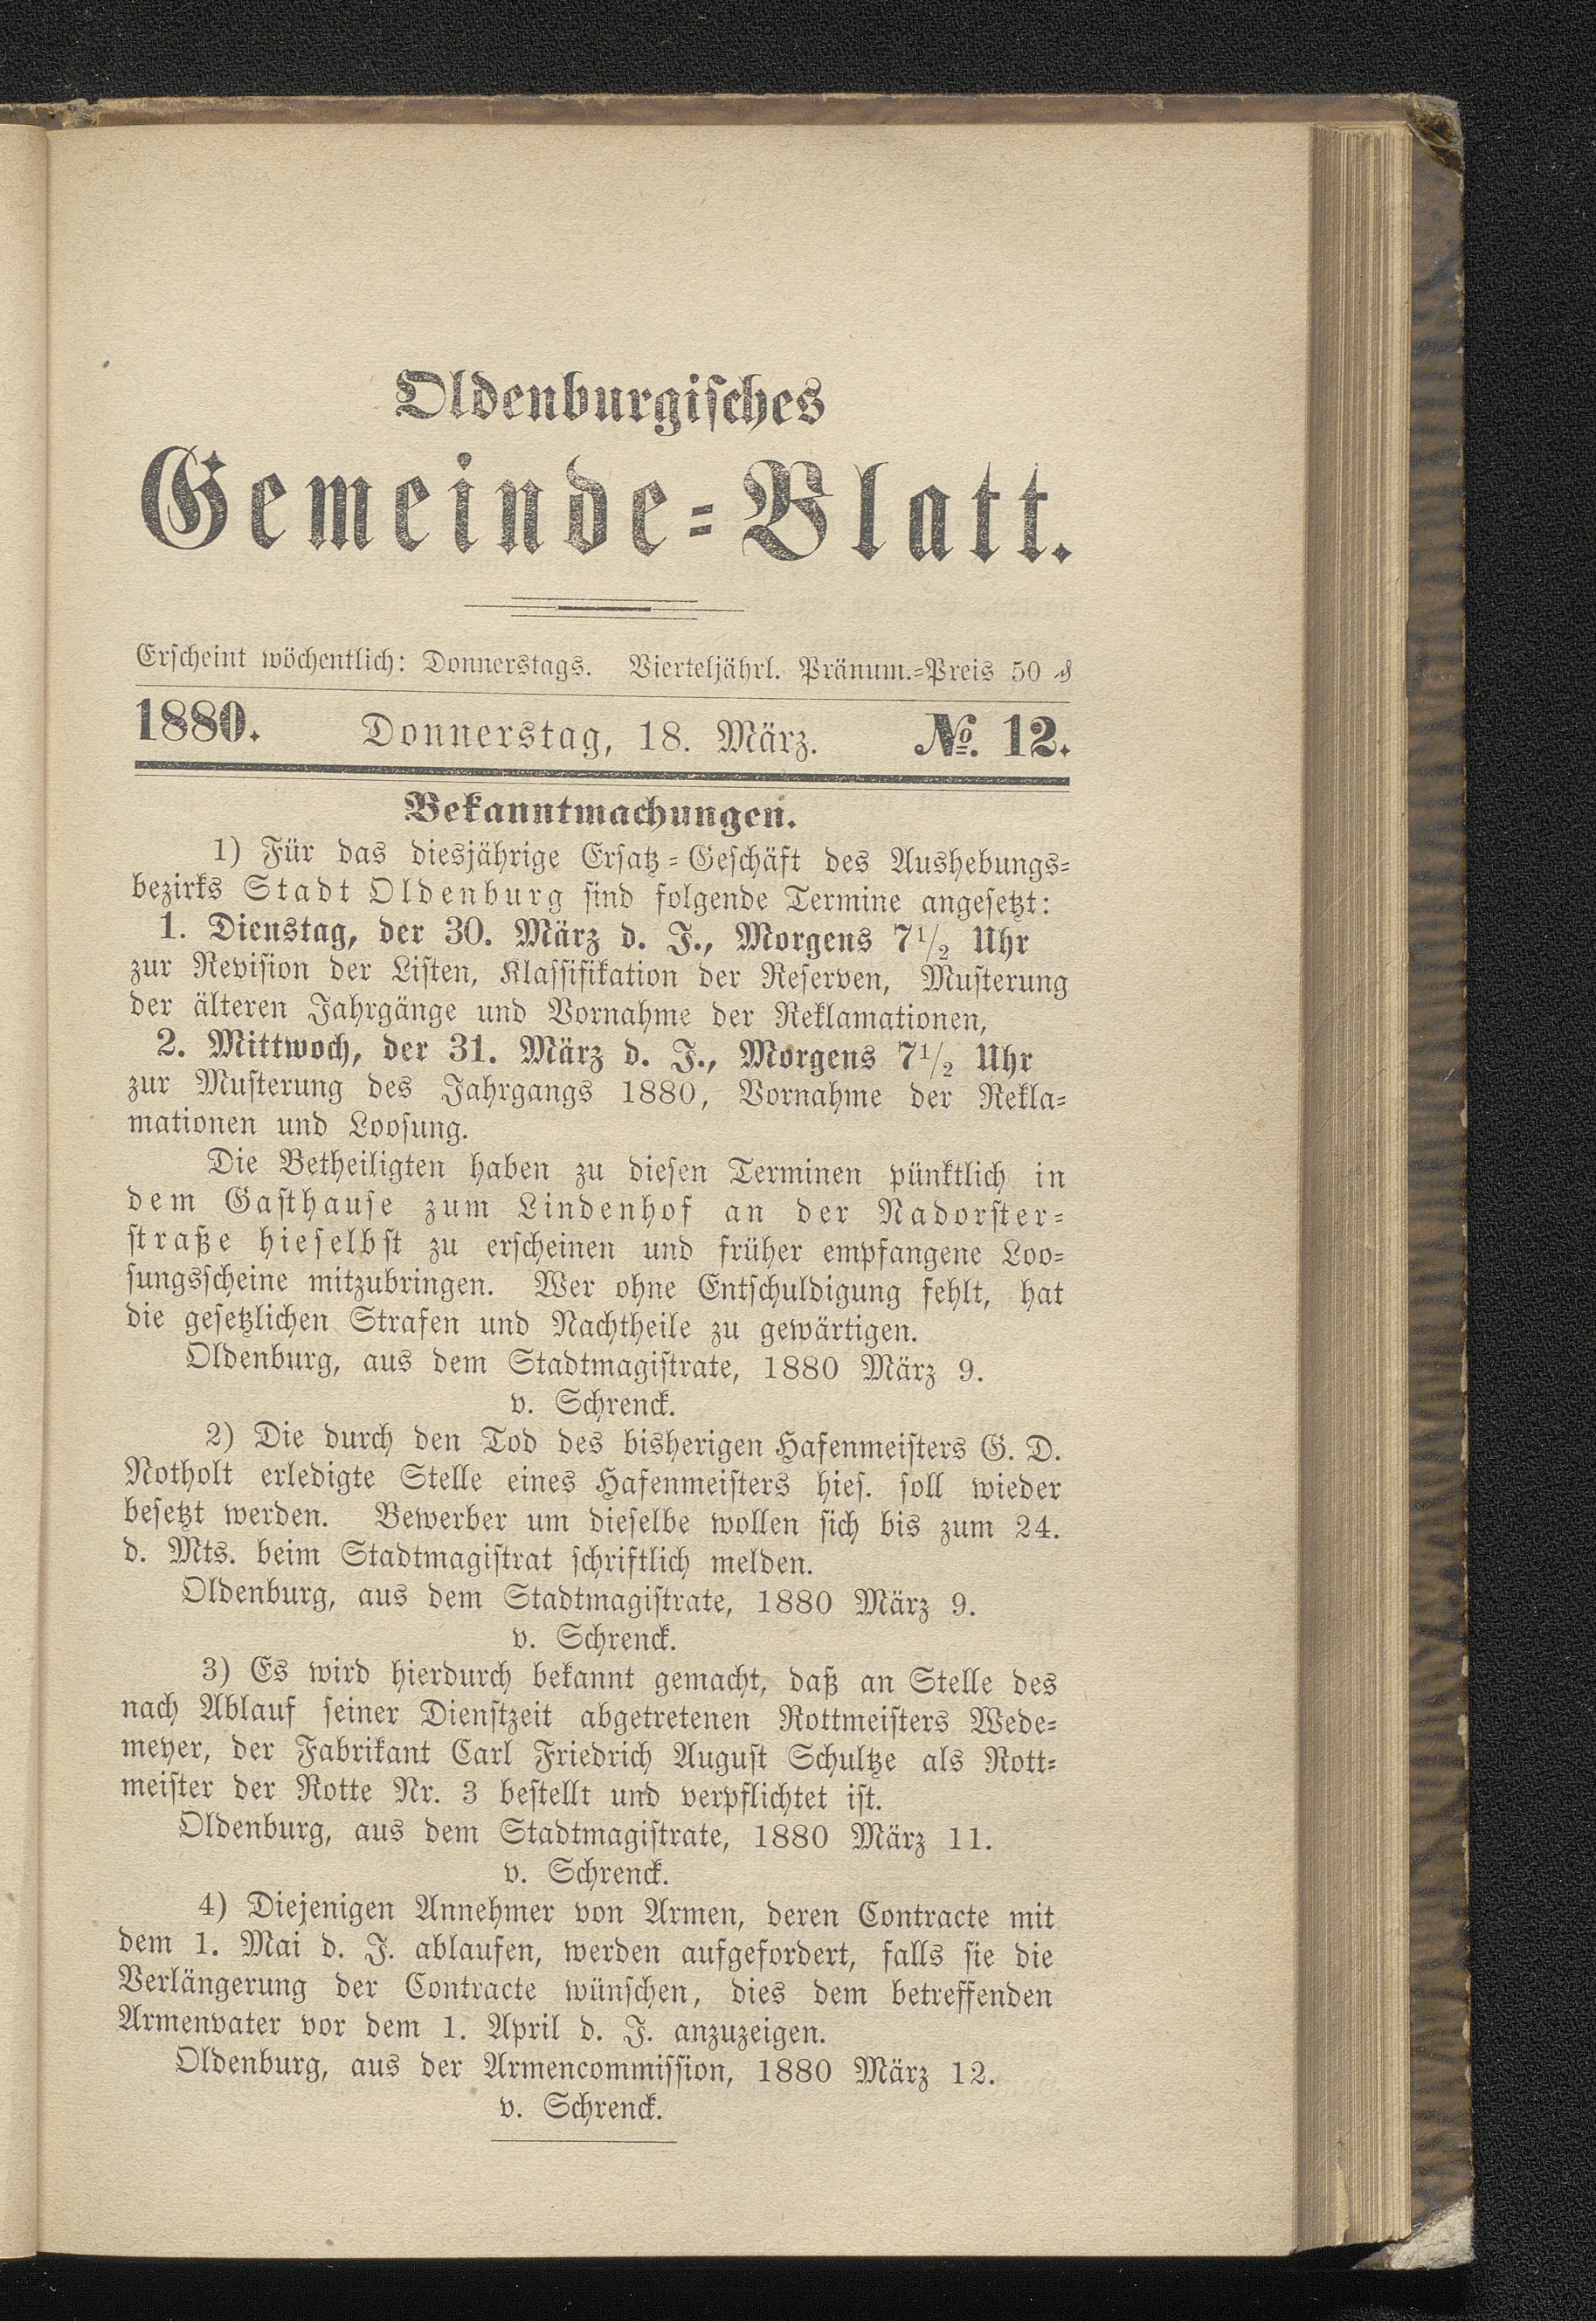 Oldenburgisches
Gemeinde-Blatt.
Erscheint wöchentlich: Donnerstags. Vierteljährl. Pränum.-Preis 50 ₰
1880. Donnerstag, 18. März. № 12.
Bekanntmachungen.
1) Für das diesjährige Ersatz-Geschäft des Aushebungs-
bezirks Stadt Oldenburg sind folgende Termine angesetzt:
1. Dienstag, der 30. März d. J., Morgens 7 1/2 Uhr
zur Revision der Listen, Klassifikation der Reserven, Musterung
der älteren Jahrgänge und Vornahme der Reklamationen,
2. Mittwoch, der 31. März d. J., Morgens 7 1/2 Uhr
zur Musterung des Jahrgangs 1880, Vornahme der Rekla-
mationen und Loosung.
Die Betheiligten haben zu diesen Terminen pünktlich in
dem Gasthause zum Lindenhof an der Nadorster-
straße hieselbst zu erscheinen und früher empfangene Loo-
sungsscheine mitzubringen. Wer ohne Entschuldigung fehlt, hat
die gesetzlichen Strafen und Nachtheile zu gewärtigen.
Oldenburg, aus dem Stadtmagistrate, 1880 März 9.
v. Schrenck.
2) Die durch den Tod des bisherigen Hafenmeisters G. D.
Notholt erledigte Stelle eines Hafenmeisters hies. soll wieder
besetzt werden. Bewerber um dieselbe wollen sich bis zum 24.
d. Mts. beim Stadtmagistrat schriftlich melden.
Oldenburg, aus dem Stadtmagistrate, 1880 März 9.
v. Schrenck.
3) Es wird hierdurch bekannt gemacht, daß an Stelle des
nach Ablauf seiner Dienstzeit abgetretenen Rottmeisters Wede-
meyer, der Fabrikant Carl Friedrich August Schultze als Rott-
meister der Rotte Nr. 3 bestellt und verpflichtet ist.
Oldenburg, aus dem Stadtmagistrate, 1880 März 11.
v. Schrenck.
4) Diejenigen Annehmer von Armen, deren Contracte mit
dem 1. Mai d. J. ablaufen, werden aufgefordert, falls sie die
Verlängerung der Contracte wünschen, dies dem betreffenden
Armenvater vor dem 1. April d. J. anzuzeigen.
Oldenburg, aus der Armencommission, 1880 März 12.
v. Schrenck.